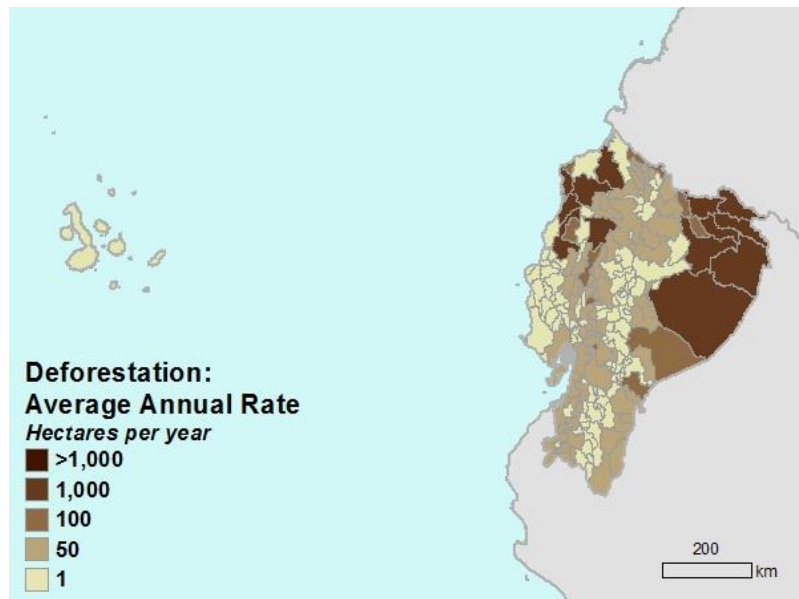 Deforestation:
Average Annual Rate
Hectares per year
>1,000
1,000
100
50
1
200
km